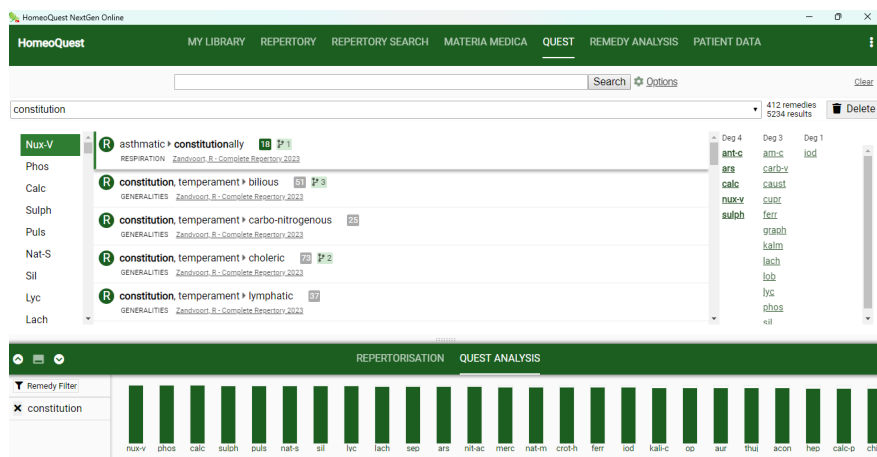 HomeoQuest NextGen Online
HomeoQuest MY LIBRARY REPERTORY REPERTORY SEARCH MATERIA MEDICA QUEST REMEDY ANALYSIS PATIENT DATA
Search Options Clear
constitution 412 remedies
5234 results Delete
Nux-V
Phos
Calc
Sulph
Puls
Nat-S
Sil
Lyc
Lach
R asthmatic constitutionally 18 1
RESPIRATION Zandvoort, R - Complete Repertory 2023
R constitution, temperament bilious 51 3
GENERALITIES Zandvoort, R - Complete Repertory 2023
R constitution, temperament carbo-nitrogenous 25
GENERALITIES Zandvoort, R - Complete Repertory 2023
R constitution, temperament choleric 73 2
GENERALITIES Zandvoort, R - Complete Repertory 2023
R constitution, temperament lymphatic 37
GENERALITIES Zandvoort, R - Complete Repertory 2023
Deg 4 Deg 3 Deg 1
ant-c am-c iod
ars carb-v
calc caust
nux-v cupr
sulph ferr
graph
kalm
lach
lob
lyc
phos
sil
REPERTORISATION QUEST ANALYSIS
Remedy Filter
constitution
nux-v phos calc sulph puls nat-s sil lyc lach sep ars nit-ac merc nat-m crot-h ferr iod kali-c op aur thuj acon hep calc-p chi